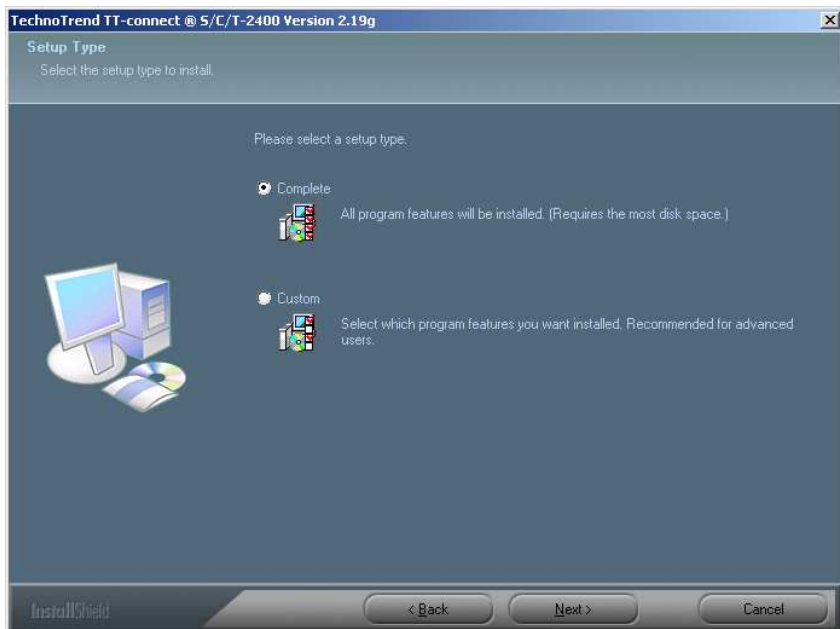 TechnoTrend TT-connect ® S/C/T-2400 Version 2.19g
Setup Type
Select the setup type to install.
Please select a setup type.
Complete
All program features will be installed. (Requires the most disk space.)
Custom
Select which program features you want installed. Recommended for advanced
users.
InstallShield
< Back
Next >
Cancel